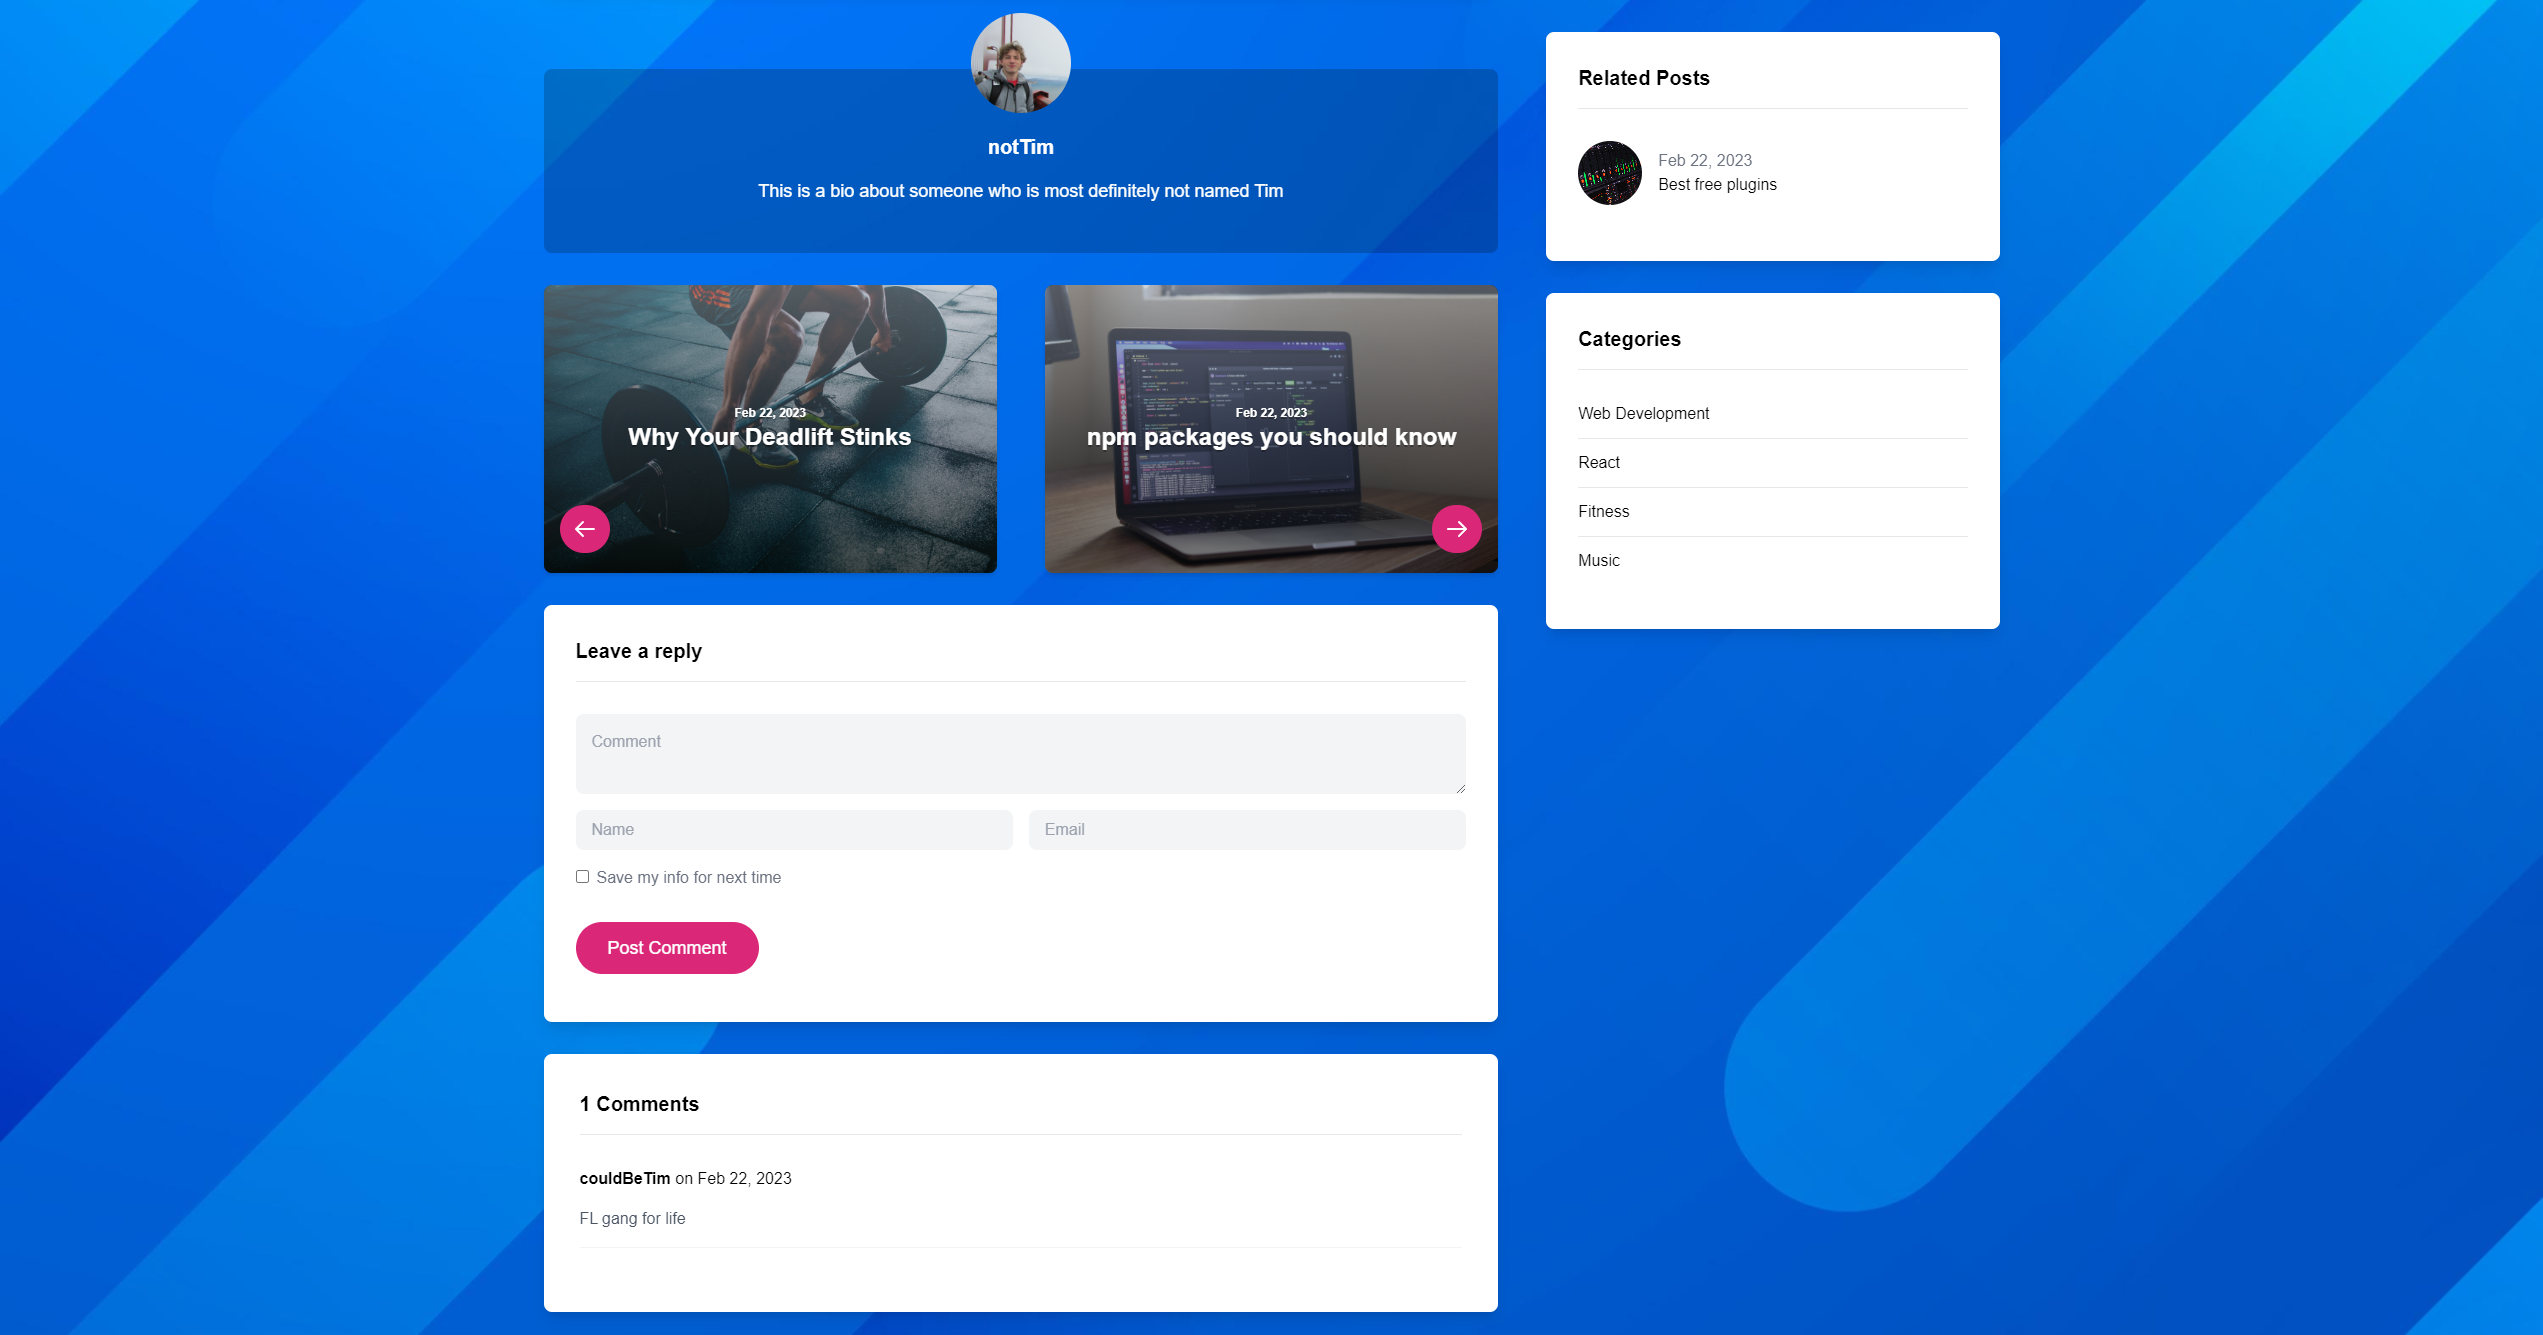 notTim
This is a bio about someone who is most definitely not named Tim
Feb 22, 2023
Why Your Deadlift Stinks
Feb 22, 2023
npm packages you should know
Leave a reply
Comment
Name
Email
Save my info for next time
Post Comment
1 Comments
couldBeTim on Feb 22, 2023
FL gang for life
Related Posts
Feb 22, 2023
Best free plugins
Categories
Web Development
React
Fitness
Music